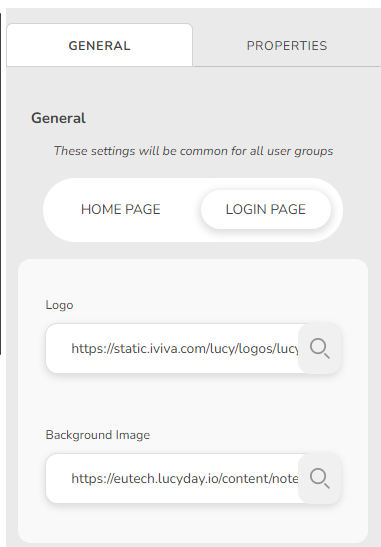 GENERAL
PROPERTIES
General
These settings will be common for all user groups
HOME PAGE
LOGIN PAGE
Logo
https://static.iviva.com/lucy/logos/lucy
Background Image
https://eutech.lucyday.io/content/note